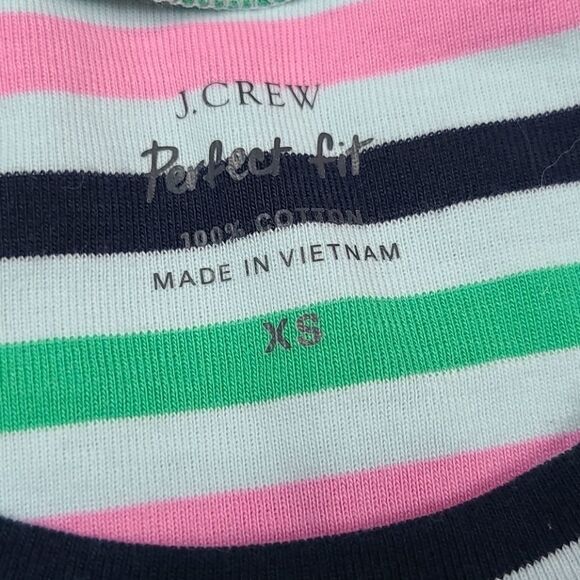 J.CREW
Perfect fit
100% COTTON
MADE IN VIETNAM
XS